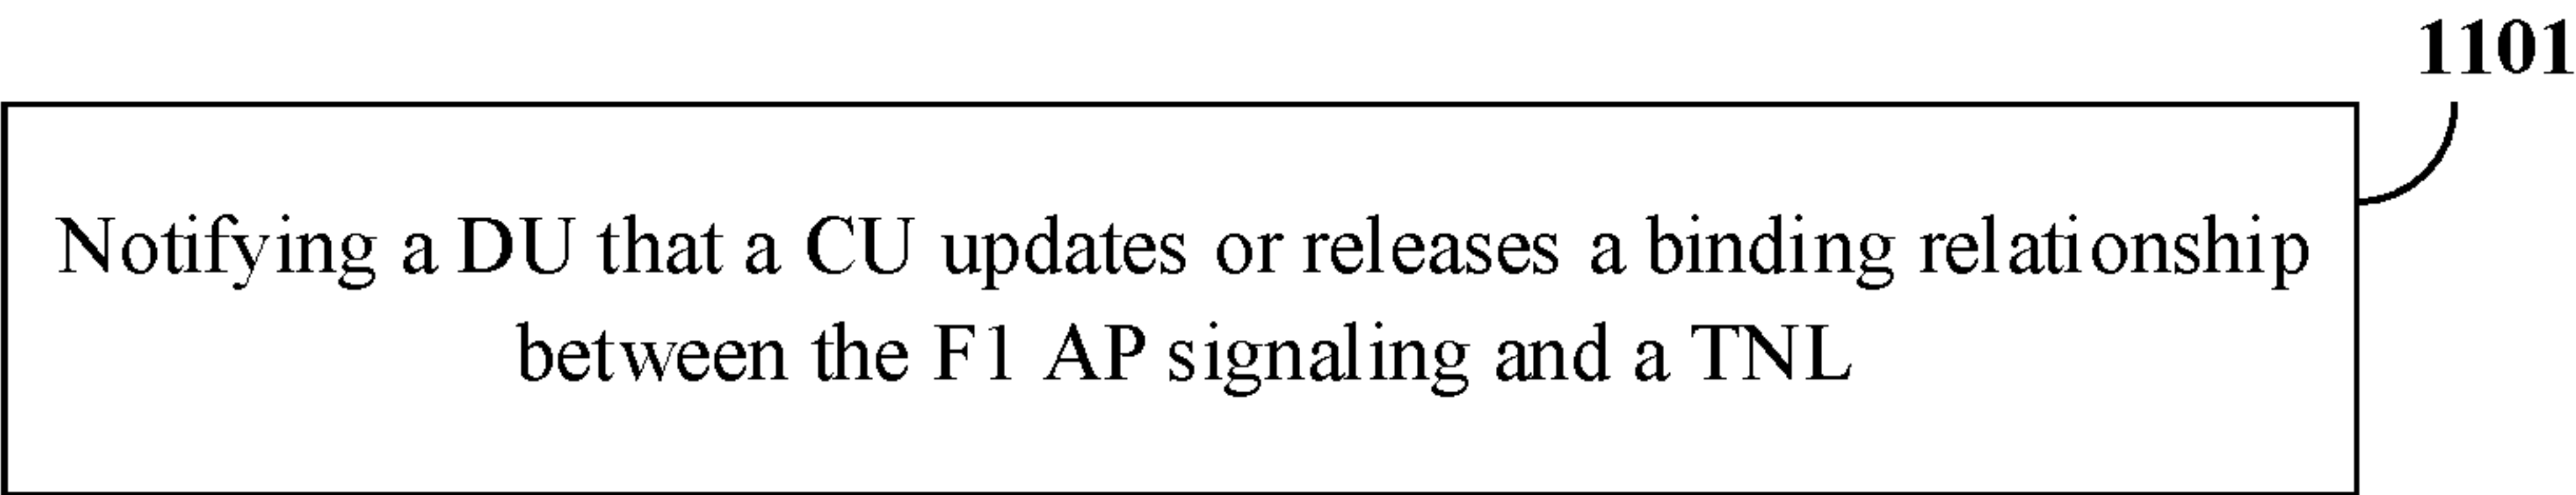 1101
Notifying a DU that a CU updates or releases a binding relationship
between the F1 AP signaling and a TNL